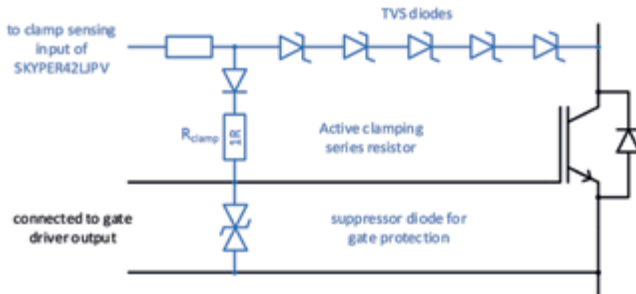 TVS diodes
to clamp sensing
input of
SKYPER42LJPV
Rclamp
1R
Active clamping
series resistor
connected to gate
driver output
suppressor diode for
gate protection